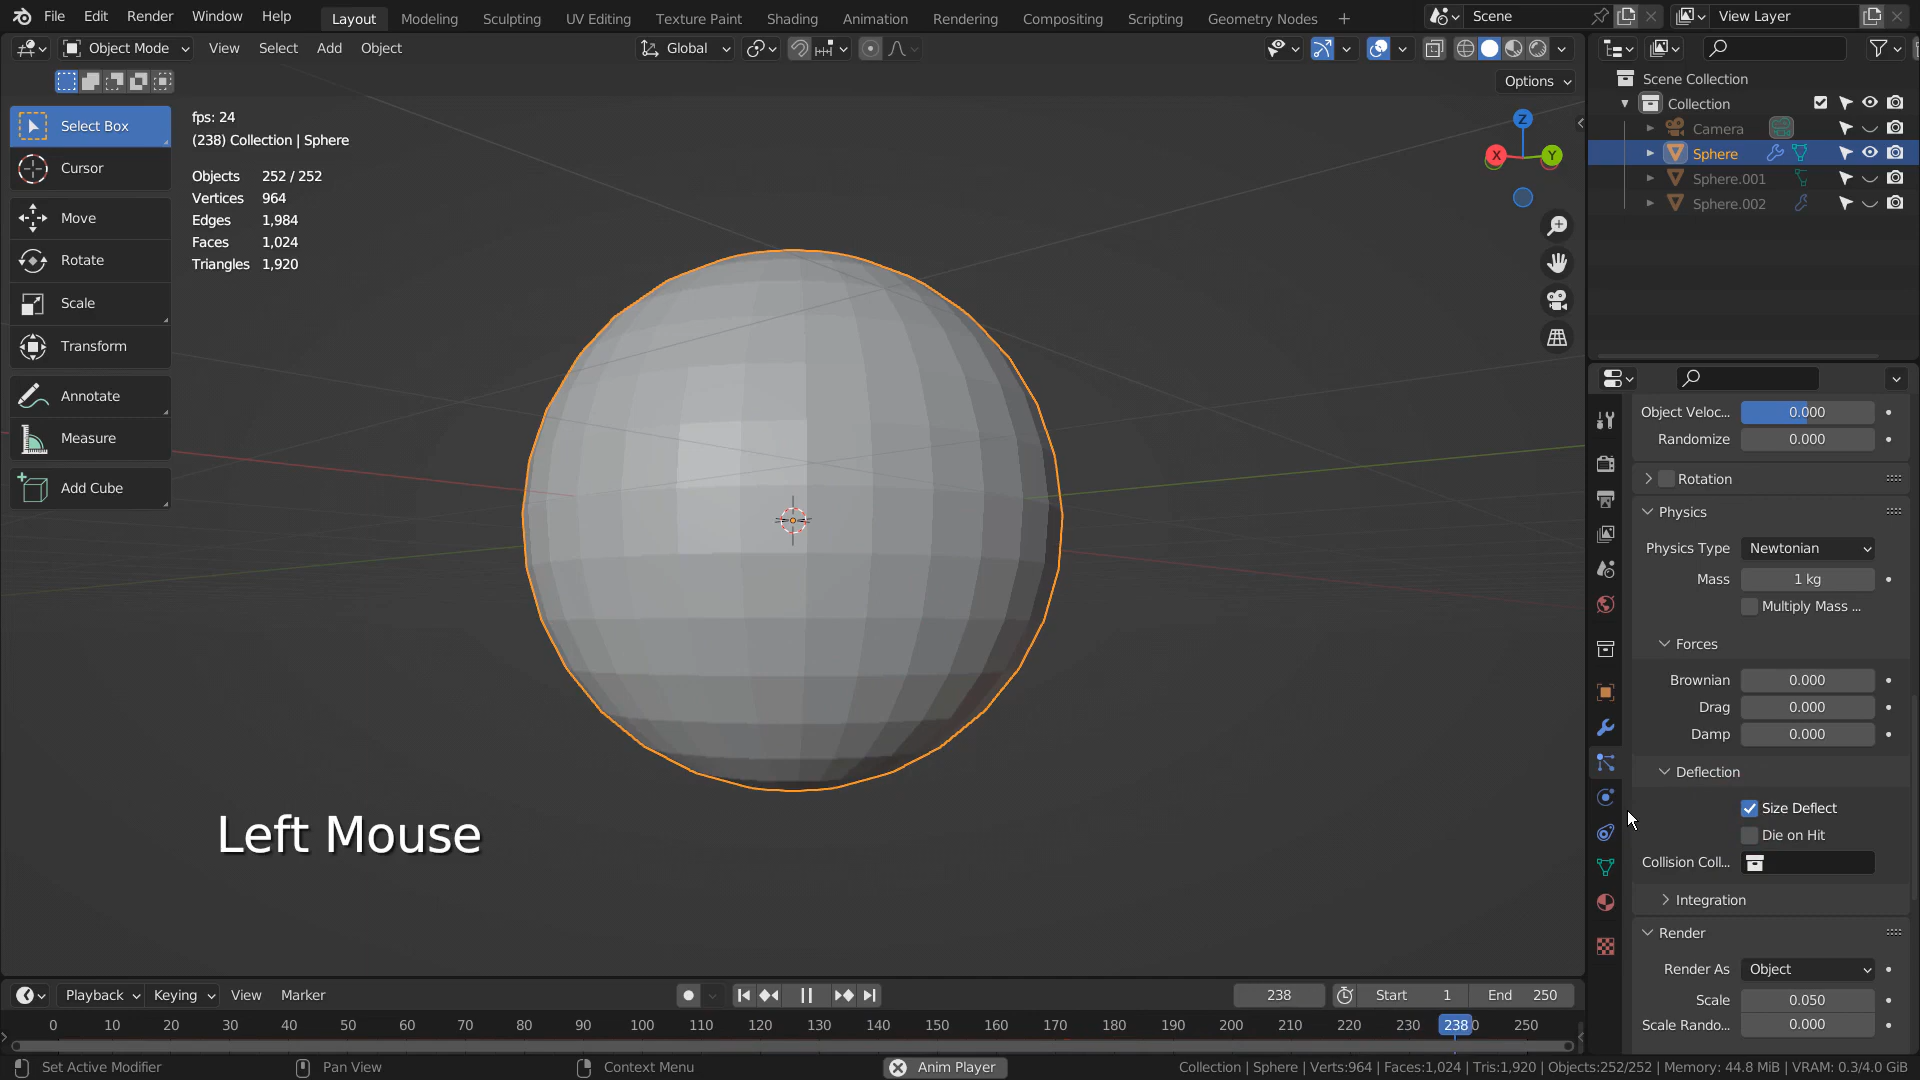 File Edit Render Window Help
Layout Modeling Sculpting UV Editing Texture Paint Shading Animation Rendering Compositing Scripting Geometry Nodes +
Scene
View Layer
Object Mode View Select Add Object
Global
Options
Select Box
Cursor
Move
Rotate
Scale
Transform
Annotate
Measure
Add Cube
fps: 24
(238) Collection | Sphere
Objects 252 / 252
Vertices 964
Edges 1,984
Faces 1,024
Triangles 1,920
Z
X
Y
Left Mouse
Scene Collection
Collection
Camera
Sphere
Sphere.001
Sphere.002
Object Veloc... 0.000
Randomize 0.000
Rotation
Physics
Physics Type Newtonian
Mass 1 kg
Multiply Mass ...
Forces
Brownian 0.000
Drag 0.000
Damp 0.000
Deflection
Size Deflect
Die on Hit
Collision Coll...
Integration
Render
Render As Object
Scale 0.050
Scale Rando... 0.000
Playback Keying View Marker
238 Start 1 End 250
0 10 20 30 40 50 60 70 80 90 100 110 120 130 140 150 160 170 180 190 200 210 220 230 238 0 250
Set Active Modifier
Pan View
Context Menu
Anim Player
Collection | Sphere | Verts:964 | Faces:1,024 | Tris:1,920 | Objects:252/252 | Memory: 44.8 MiB | VRAM: 0.3/4.0 GiB